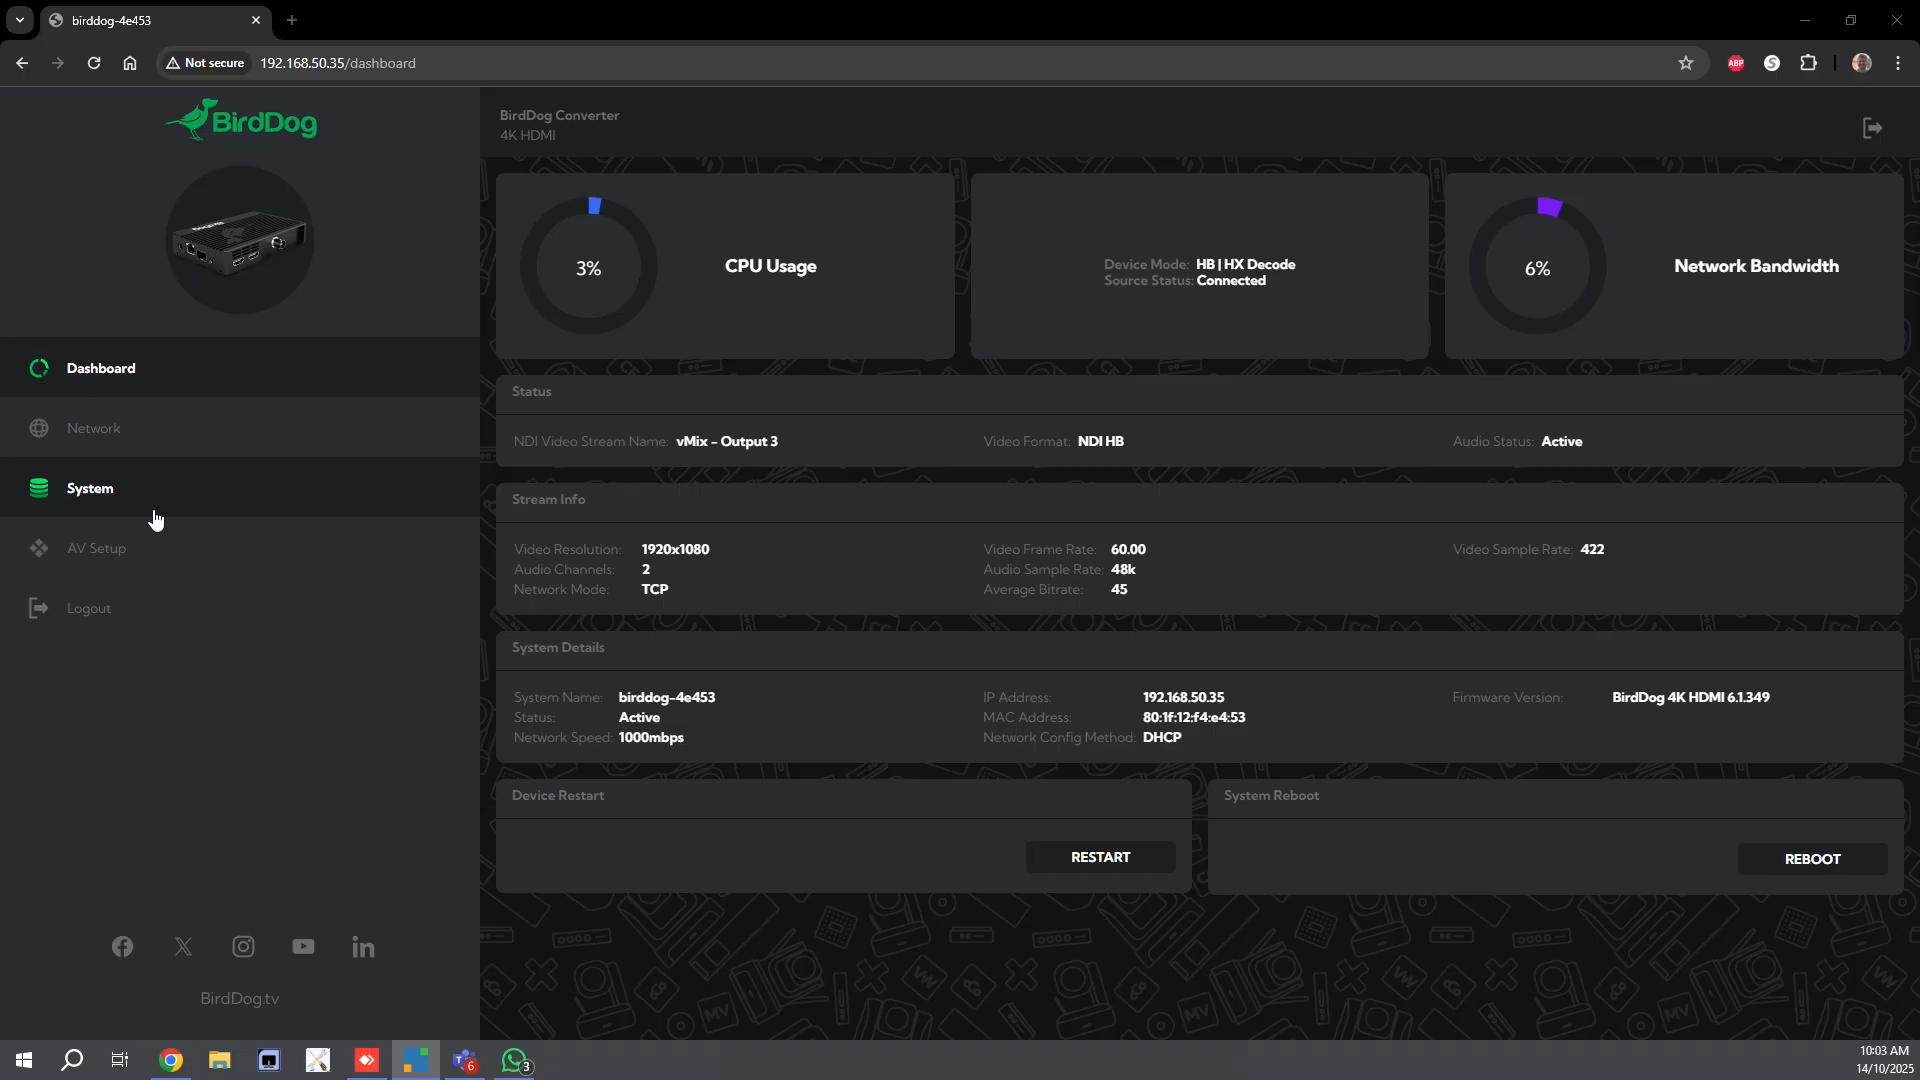 birddog-4e453
Not secure
192.168.50.35/dashboard
ABP
S
BirdDog
BirdDog Converter
4K HDMI
3%
CPU Usage
Device Mode: HB | HX Decode
Source Status: Connected
6%
Network Bandwidth
Dashboard
Network
System
AV Setup
Logout
Status
NDI Video Stream Name: vMix - Output 3
Video Format: NDI HB
Audio Status: Active
Stream Info
Video Resolution: 1920x1080
Video Frame Rate: 60.00
Video Sample Rate: 422
Audio Channels: 2
Audio Sample Rate: 48k
Network Mode: TCP
Average Bitrate: 45
System Details
System Name: birddog-4e453
IP Address: 192.168.50.35
Firmware Version: BirdDog 4K HDMI 6.1.349
Status: Active
MAC Address: 80:1f:12:f4:e4:53
Network Speed: 1000mbps
Network Config Method: DHCP
Device Restart
System Reboot
RESTART
REBOOT
BirdDog.tv
6
3
10:03 AM
14/10/2025